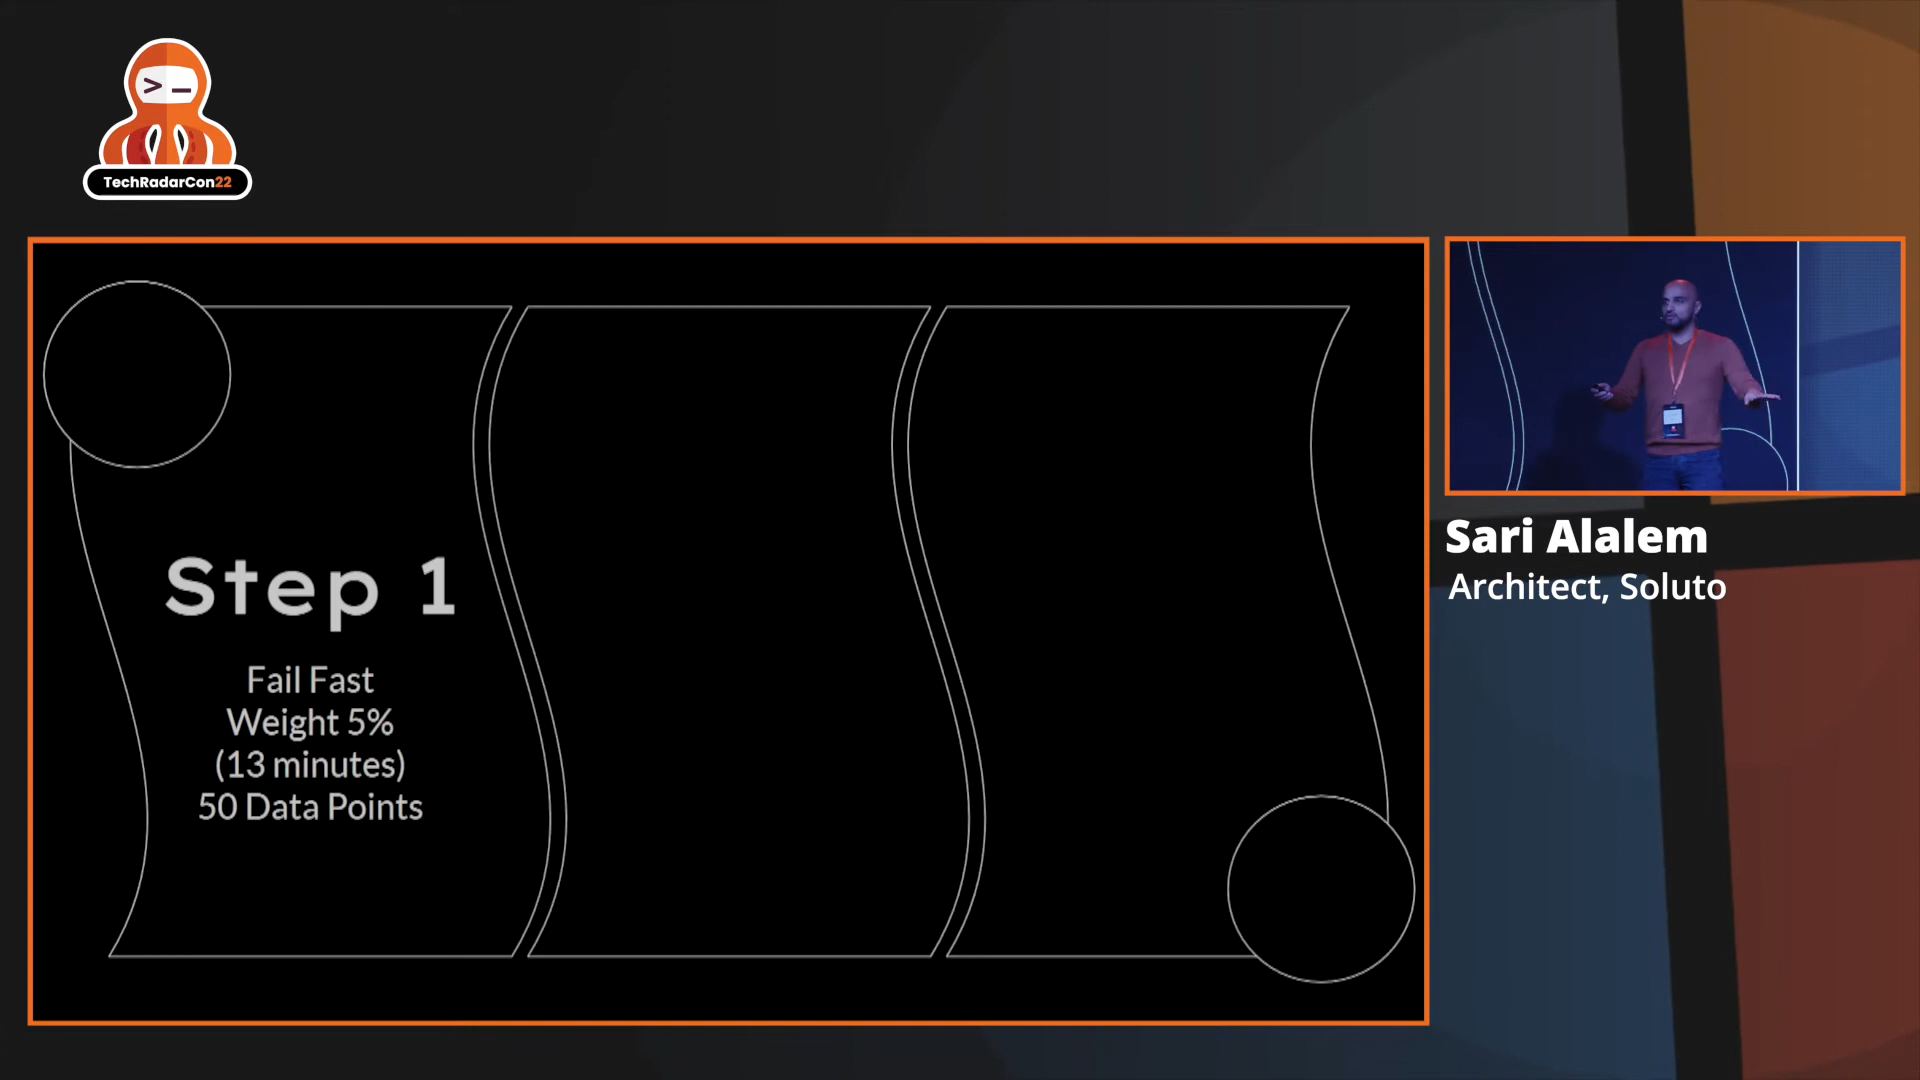 >_
TechRadarCon22
Step 1
Fail Fast
Weight 5%
(13 minutes)
50 Data Points
Sari Alalem
Architect, Soluto